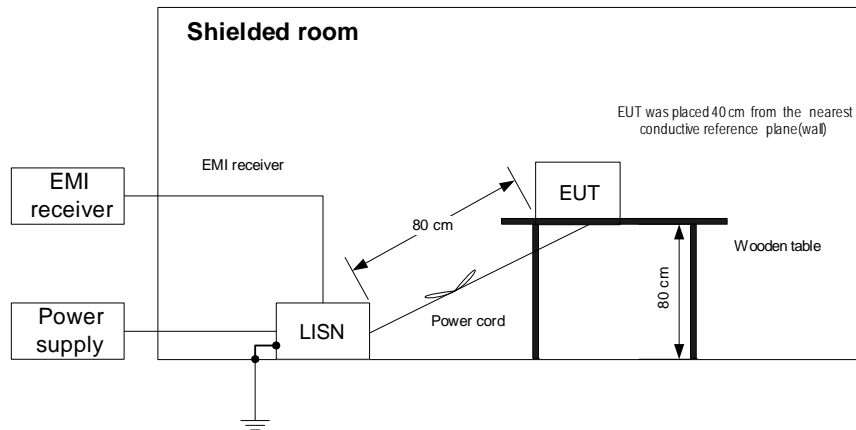 Shielded room
EUT was placed 40 cm from the nearest
conductive reference plane(wall)
EMI receiver
EMI
receiver
EUT
80 cm
Wooden table
80 cm
Power
supply
LISN
Power cord